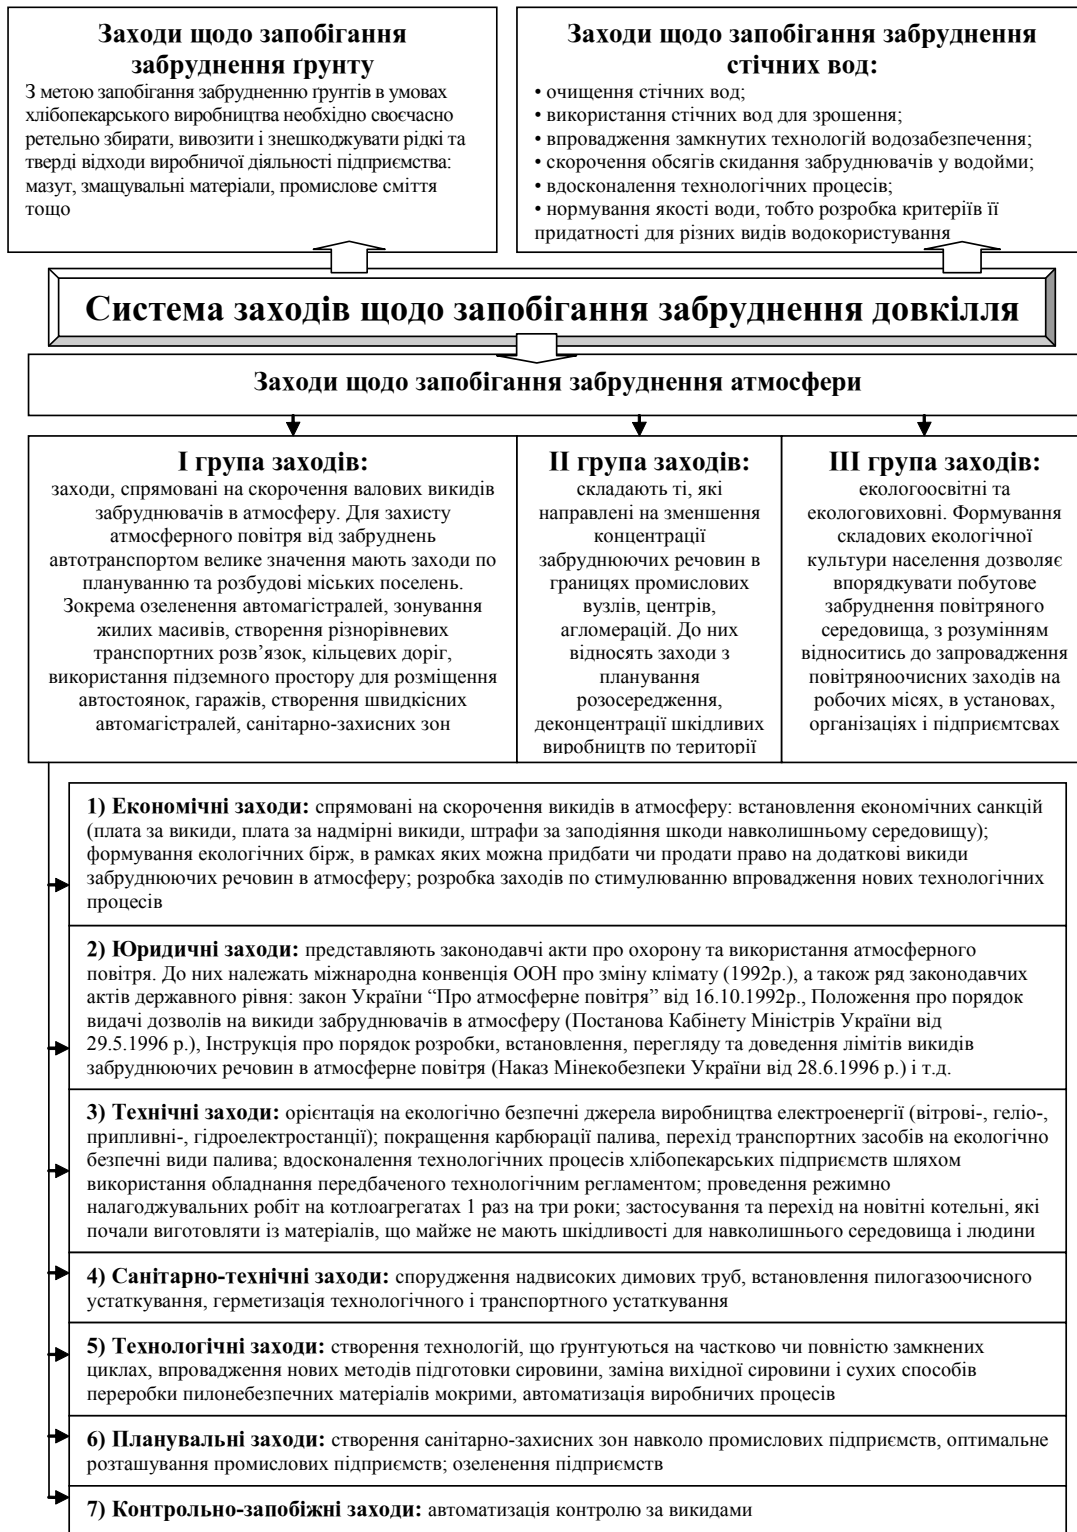 Заходи щодо запобігання
забруднення ґрунту
З метою запобігання забрудненню ґрунтів в умовах
хлібопекарського виробництва необхідно своєчасно
ретельно збирати, вивозити і знешкоджувати рідкі та
тверді відходи виробничої діяльності підприємства:
мазут, змащувальні матеріали, промислове сміття
тощо
Заходи щодо запобігання забруднення
стічних вод:
• очищення стічних вод;
• використання стічних вод для зрошення;
• впровадження замкнутих технологій водозабезпечення;
• скорочення обсягів скидання забруднювачів у водойми;
• вдосконалення технологічних процесів;
• нормування якості води, тобто розробка критеріїв її
придатності для різних видів водокористування
Система заходів щодо запобігання забруднення довкілля
Заходи щодо запобігання забруднення атмосфери
I група заходів:
заходи, спрямовані на скорочення валових викидів
забруднювачів в атмосферу. Для захисту
атмосферного повітря від забруднень
автотранспортом велике значення мають заходи по
плануванню та розбудові міських поселень.
Зокрема озеленення автомагістралей, зонування
жилих масивів, створення різнорівневих
транспортних розв’язок, кільцевих доріг,
використання підземного простору для розміщення
автостоянок, гаражів, створення швидкісних
автомагістралей, санітарно-захисних зон
II група заходів:
складають ті, які
направлені на зменшення
концентрації
забруднюючих речовин в
границях промислових
вузлів, центрів,
агломерацій. До них
відносять заходи з
планування
розосередження,
деконцентрації шкідливих
виробництв по території
III група заходів:
екологоосвітні та
екологовиховні. Формування
складових екологічної
культури населення дозволяє
впорядкувати побутове
забруднення повітряного
середовища, з розумінням
відноситись до запровадження
повітряноочисних заходів на
робочих місях, в установах,
організаціях і підприємтсвах
1) Економічні заходи: спрямовані на скорочення викидів в атмосферу: встановлення економічних санкцій
(плата за викиди, плата за надмірні викиди, штрафи за заподіяння шкоди навколишньому середовищу);
формування екологічних бірж, в рамках яких можна придбати чи продати право на додаткові викиди
забруднюючих речовин в атмосферу; розробка заходів по стимулюванню впровадження нових технологічних
процесів
2) Юридичні заходи: представляють законодавчі акти про охорону та використання атмосферного
повітря. До них належать міжнародна конвенція ООН про зміну клімату (1992р.), а також ряд законодавчих
актів державного рівня: закон України “Про атмосферне повітря” від 16.10.1992р., Положення про порядок
видачі дозволів на викиди забруднювачів в атмосферу (Постанова Кабінету Міністрів України від
29.5.1996 р.), Інструкція про порядок розробки, встановлення, перегляду та доведення лімітів викидів
забруднюючих речовин в атмосферне повітря (Наказ Мінекобезпеки України від 28.6.1996 р.) і т.д.
3) Технічні заходи: орієнтація на екологічно безпечні джерела виробництва електроенергії (вітрові-, геліо-,
припливні-, гідроелектростанції); покращення карбюрації палива, перехід транспортних засобів на екологічно
безпечні види палива; вдосконалення технологічних процесів хлібопекарських підприємств шляхом
використання обладнання передбаченого технологічним регламентом; проведення режимно
налагоджувальних робіт на котлоагрегатах 1 раз на три роки; застосування та перехід на новітні котельні, які
почали виготовляти із матеріалів, що майже не мають шкідливості для навколишнього середовища і людини
4) Санітарно-технічні заходи: спорудження надвисоких димових труб, встановлення пилогазоочисного
устаткування, герметизація технологічного і транспортного устаткування
5) Технологічні заходи: створення технологій, що ґрунтуються на частково чи повністю замкнених
циклах, впровадження нових методів підготовки сировини, заміна вихідної сировини і сухих способів
переробки пилонебезпечних матеріалів мокрими, автоматизація виробничих процесів
6) Планувальні заходи: створення санітарно-захисних зон навколо промислових підприємств, оптимальне
розташування промислових підприємств; озеленення підприємств
7) Контрольно-запобіжні заходи: автоматизація контролю за викидами